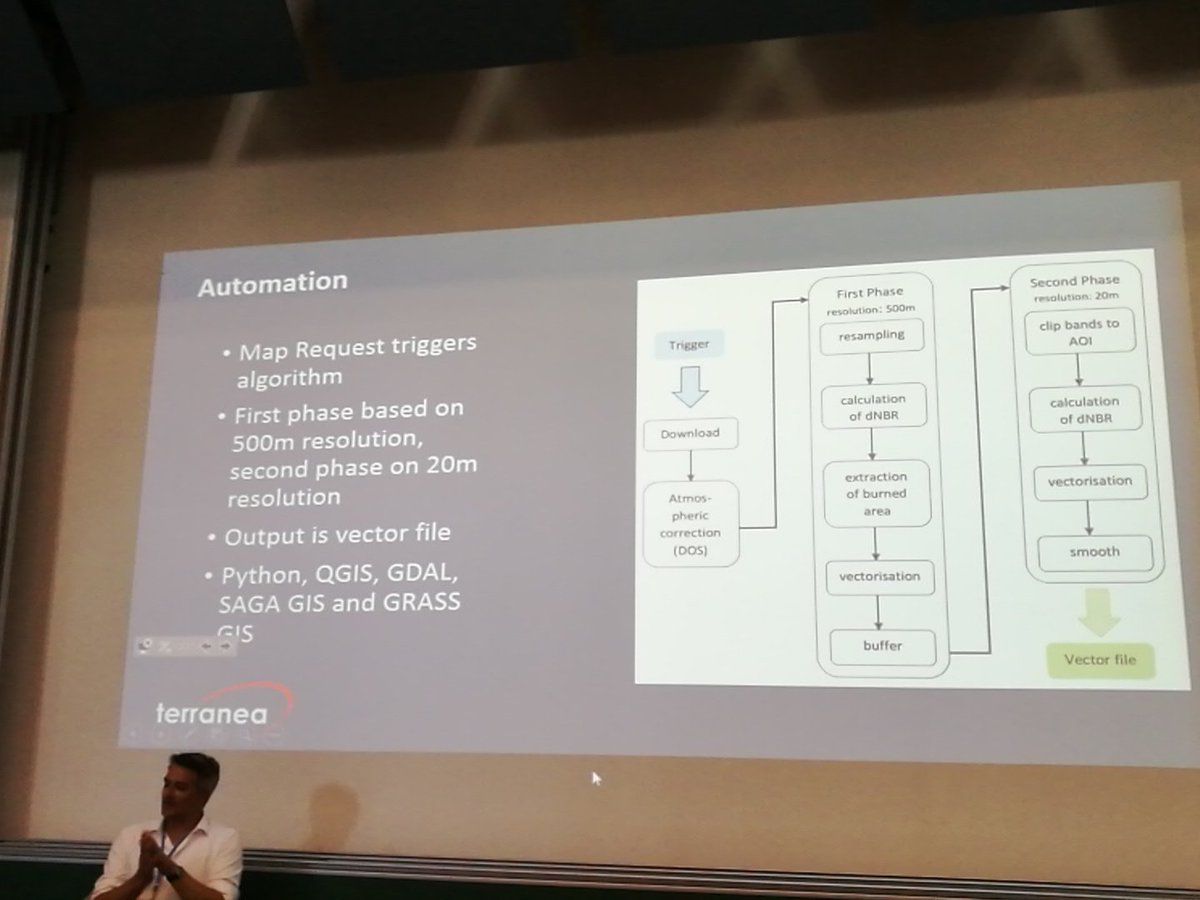 Automation
• Map Request triggers
algorithm
• First phase based on
500m resolution,
second phase on 20m
resolution
• Output is vector file
• Python, QGIS, GDAL,
SAGA GIS and GRASS
GIS
terranea
Trigger
Download
Atmos-
pheric
correction
(DOS)
First Phase
resolution: 500m
resampling
calculation
of dNBR
extraction
of burned
area
vectorisation
buffer
Second Phase
resolution: 20m
clip bands to
AOI
calculation
of dNBR
vectorisation
smooth
Vector file